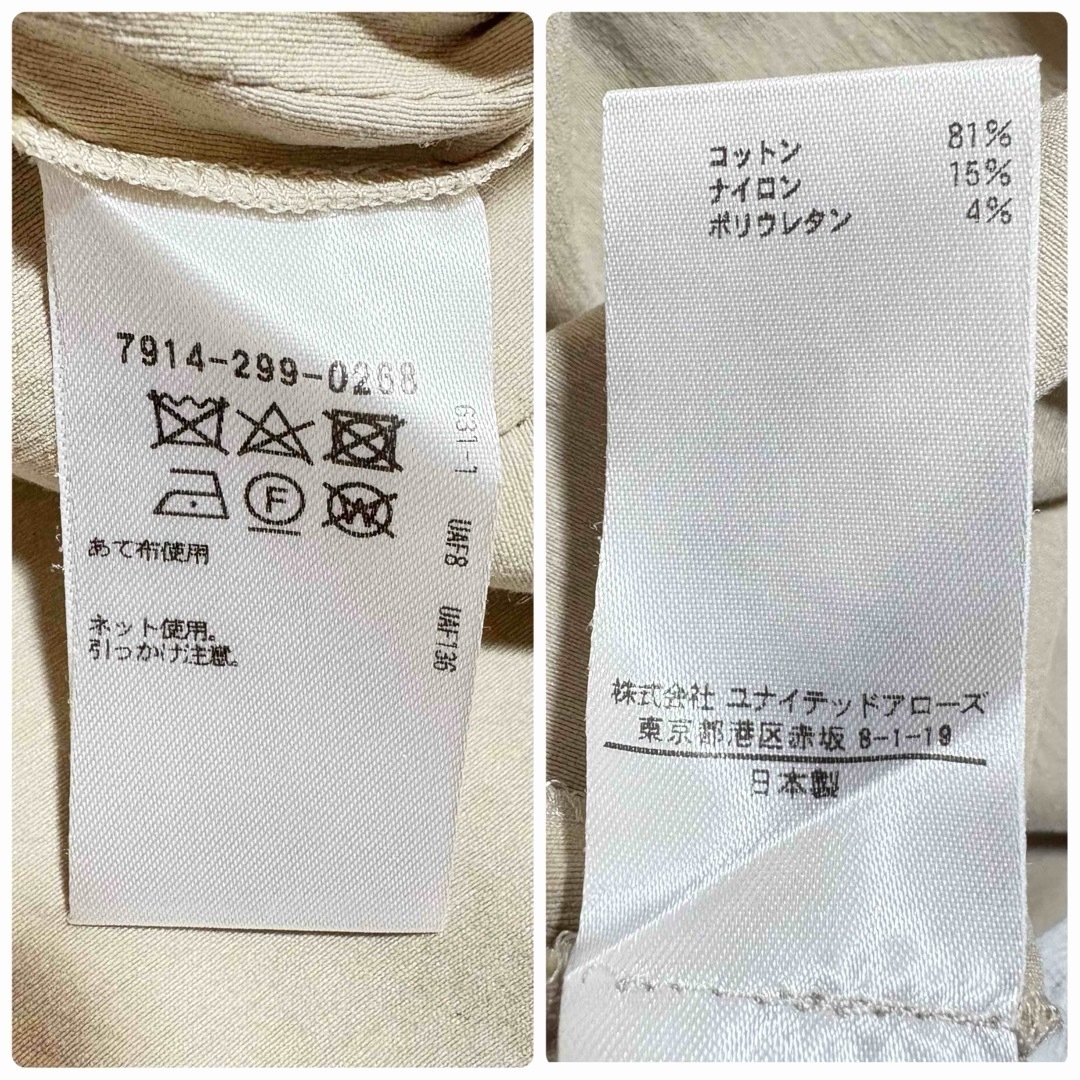 7914-299-0268
F
W
あて布使用
ネット使用。
引っかけ注意。
631-1 UAF8 UAF136
コットン 81%
ナイロン 15%
ポリウレタン 4%
株式会社 ユナイテッドアローズ
東京都港区赤坂 8-1-19
日本製